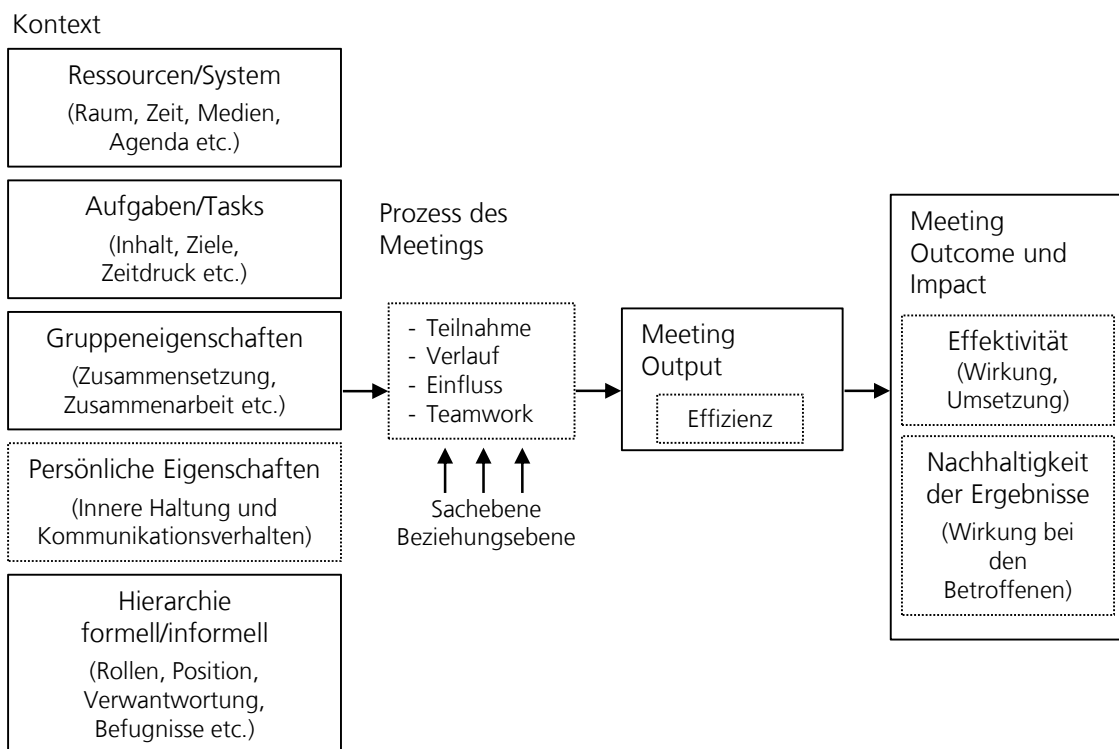 Kontext
Ressourcen/System
(Raum, Zeit, Medien,
Agenda etc.)
Aufgaben/Tasks
(Inhalt, Ziele,
Zeitdruck etc.)
Gruppeneigenschaften
(Zusammensetzung,
Zusammenarbeit etc.)
Persönliche Eigenschaften
(Innere Haltung und
Kommunikationsverhalten)
Hierarchie
formell/informell
(Rollen, Position,
Verwantwortung,
Befugnisse etc.)
Prozess des
Meetings
- Teilnahme
- Verlauf
- Einfluss
- Teamwork
Sachebene
Beziehungsebene
Meeting
Output
Effizienz
Meeting
Outcome und
Impact
Effektivität
(Wirkung,
Umsetzung)
Nachhaltigkeit
der Ergebnisse
(Wirkung bei
den
Betroffenen)